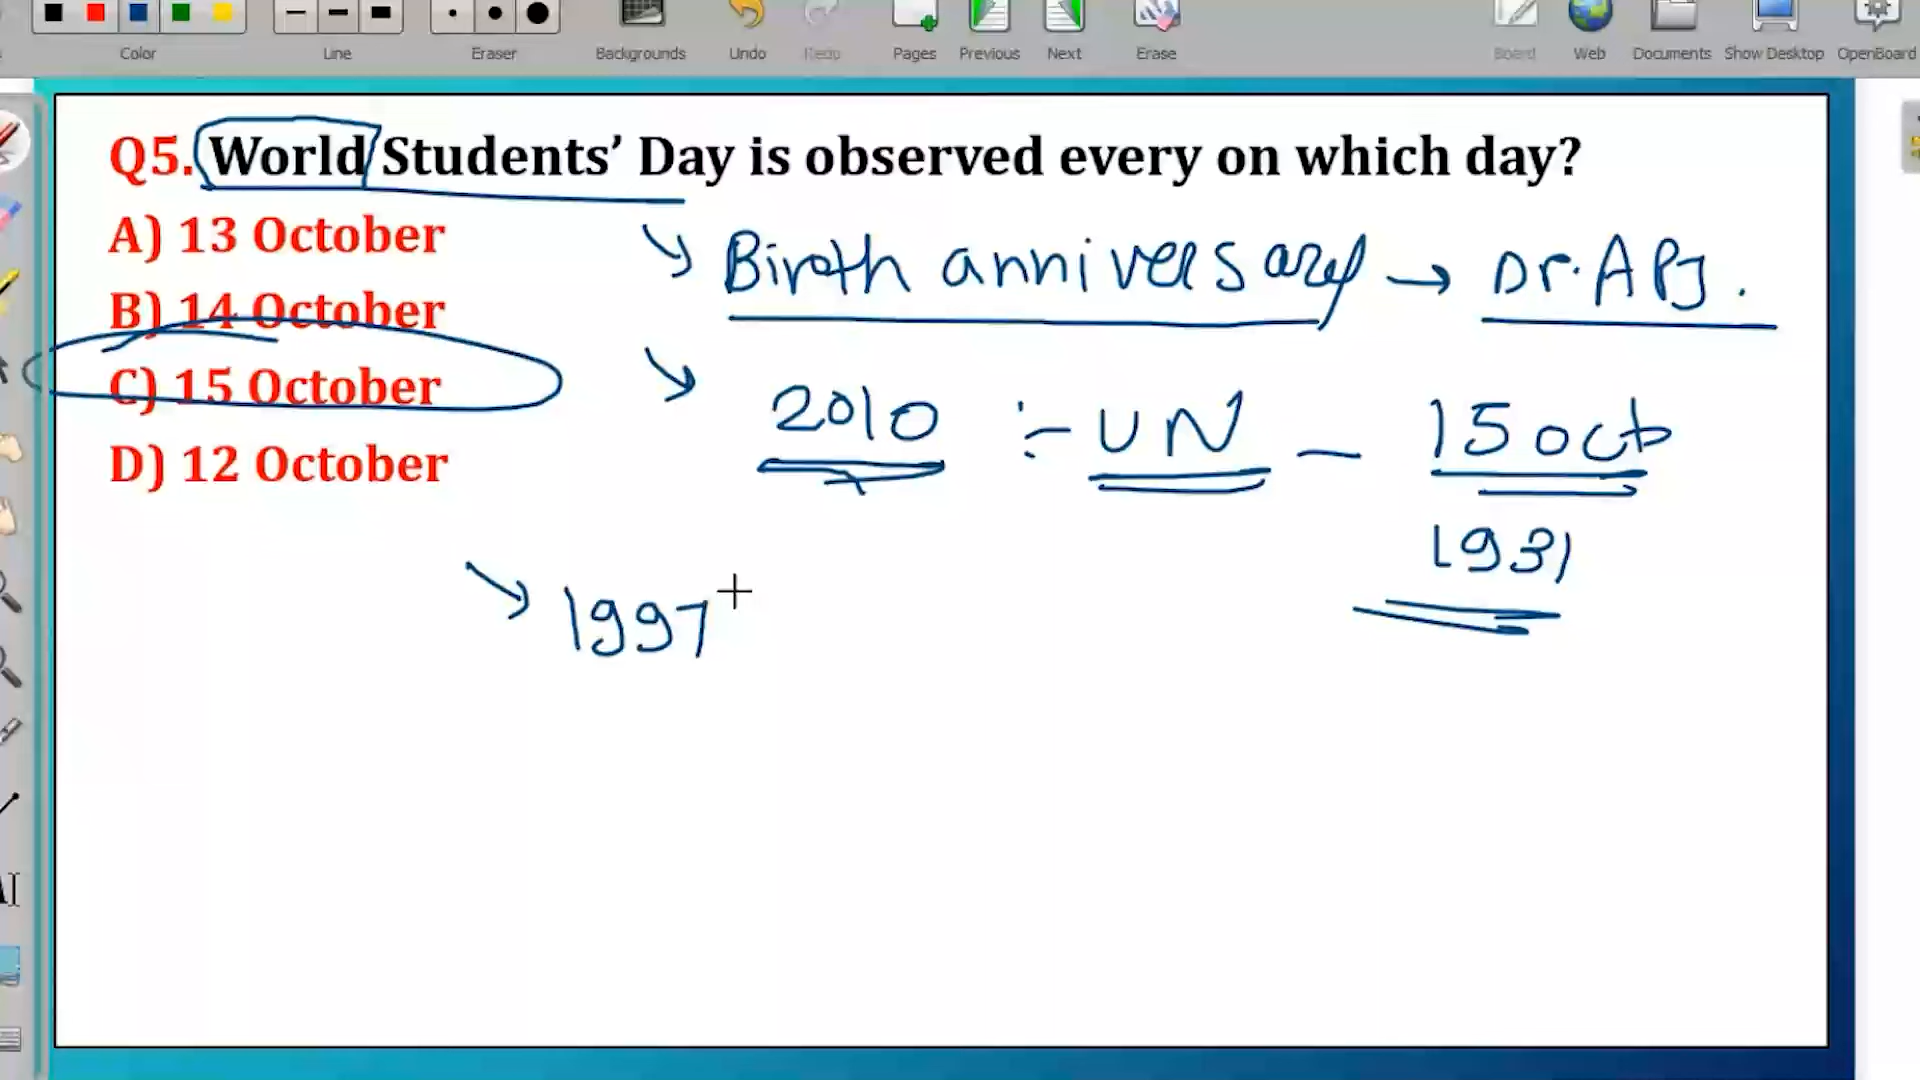 Color Line Eraser Backgrounds Undo Redo Pages Previous Next Erase Board Web Documents Show Desktop OpenBoard
Q5. World Students’ Day is observed every on which day?
A) 13 October
B) 14 October
C) 15 October
D) 12 October
Birth anniversary → Dr. APJ.
2010 :- UN - 15 Oct
1931
1997